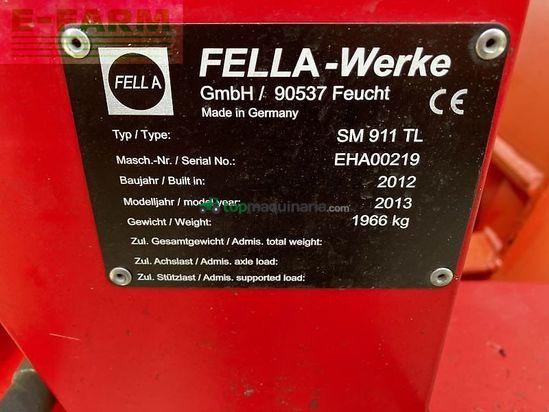 E-FARM
FELLA
FELLA-Werke
GmbH / 90537 Feucht
Made in Germany
CE
Typ / Type: SM 911 TL
Masch.-Nr. / Serial No.: EHA00219
Baujahr / Built in: 2012
Modelljahr / model year: 2013
topmaquinaria.com
Gewicht / Weight: 1966 kg
Zul. Gesamtgewicht / Admis. total weight:
Zul. Achslast / Admis. axle load:
Zul. Stützlast / Admis. supported load: